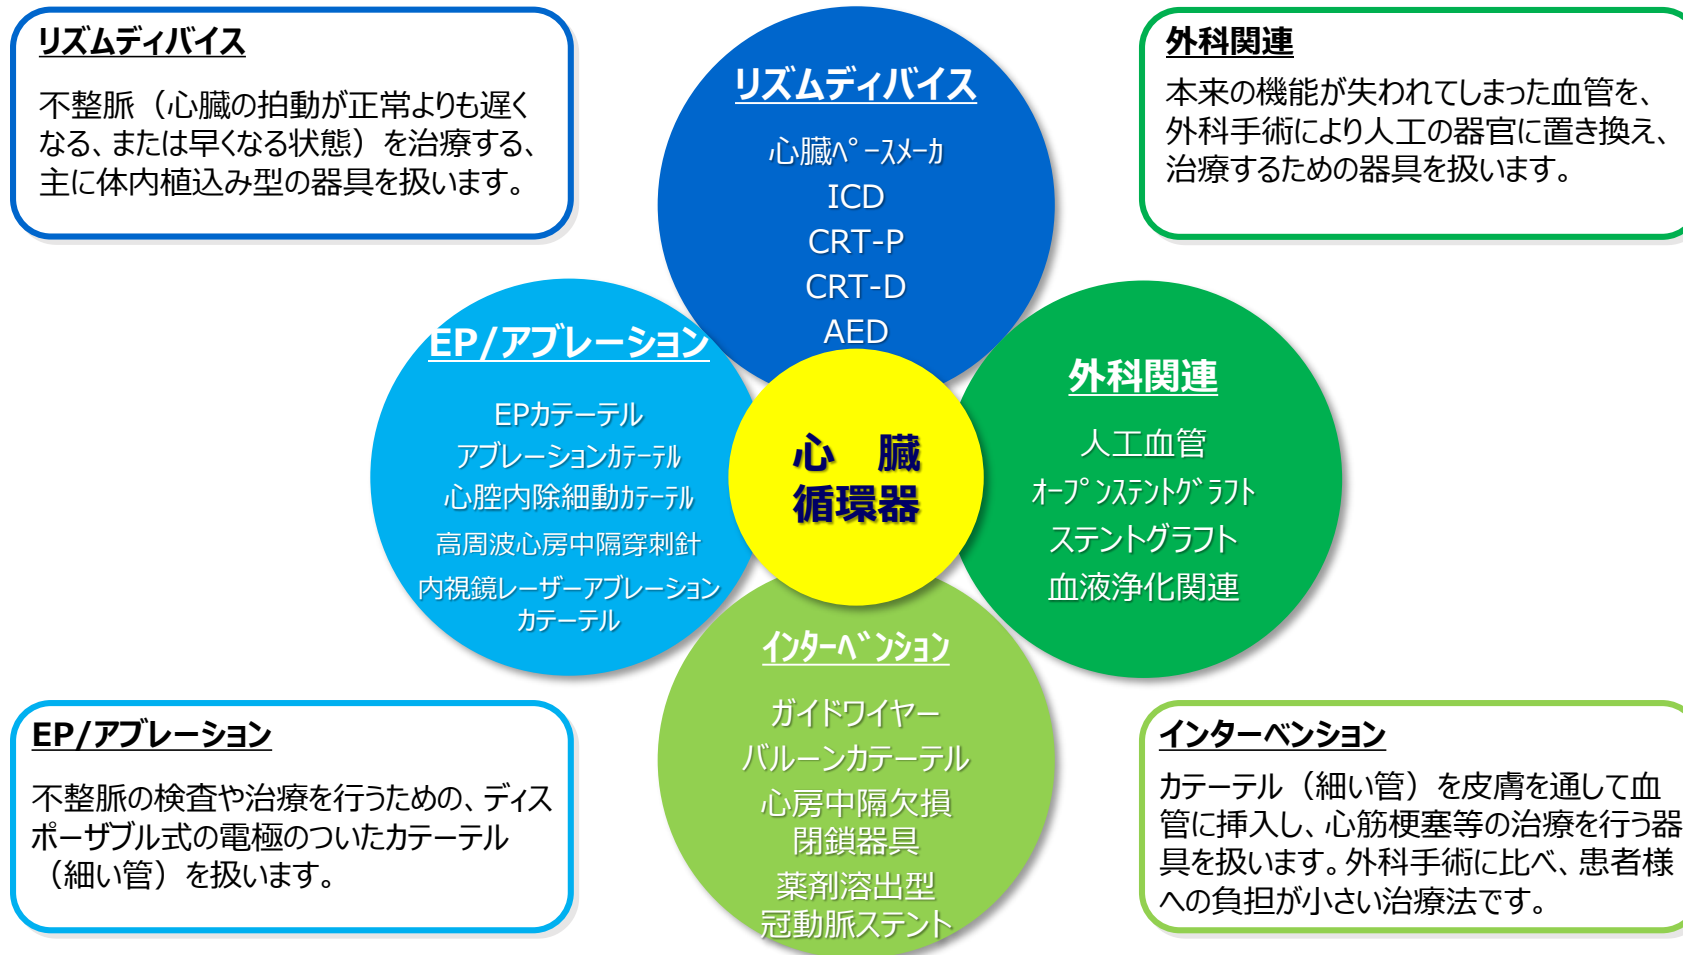 リズムディバイス
不整脈（心臓の拍動が正常よりも遅く
なる、または早くなる状態）を治療する、
主に体内植込み型の器具を扱います。
リズムディバイス
心臓ﾍﾟｰｽﾒｰｶ
ICD
CRT-P
CRT-D
AED
外科関連
本来の機能が失われてしまった血管を、
外科手術により人工の器官に置き換え、
治療するための器具を扱います。
EP/アブレーション
EPカテーテル
アブレーションｶﾃｰﾃﾙ
心腔内除細動ｶﾃｰﾃﾙ
高周波心房中隔穿刺針
内視鏡レーザーアブレーション
カテーテル
心　臓
循環器
外科関連
人工血管
ｵｰﾌﾟﾝｽﾃﾝﾄｸﾞﾗﾌﾄ
ステントグラフト
血液浄化関連
ｲﾝﾀｰﾍﾞﾝｼｮﾝ
ガイドワイヤー
バルーンカテーテル
心房中隔欠損
閉鎖器具
薬剤溶出型
冠動脈ステント
EP/アブレーション
不整脈の検査や治療を行うための、ディス
ポーザブル式の電極のついたカテーテル
（細い管）を扱います。
インターベンション
カテーテル（細い管）を皮膚を通して血
管に挿入し、心筋梗塞等の治療を行う器
具を扱います。外科手術に比べ、患者様
への負担が小さい治療法です。